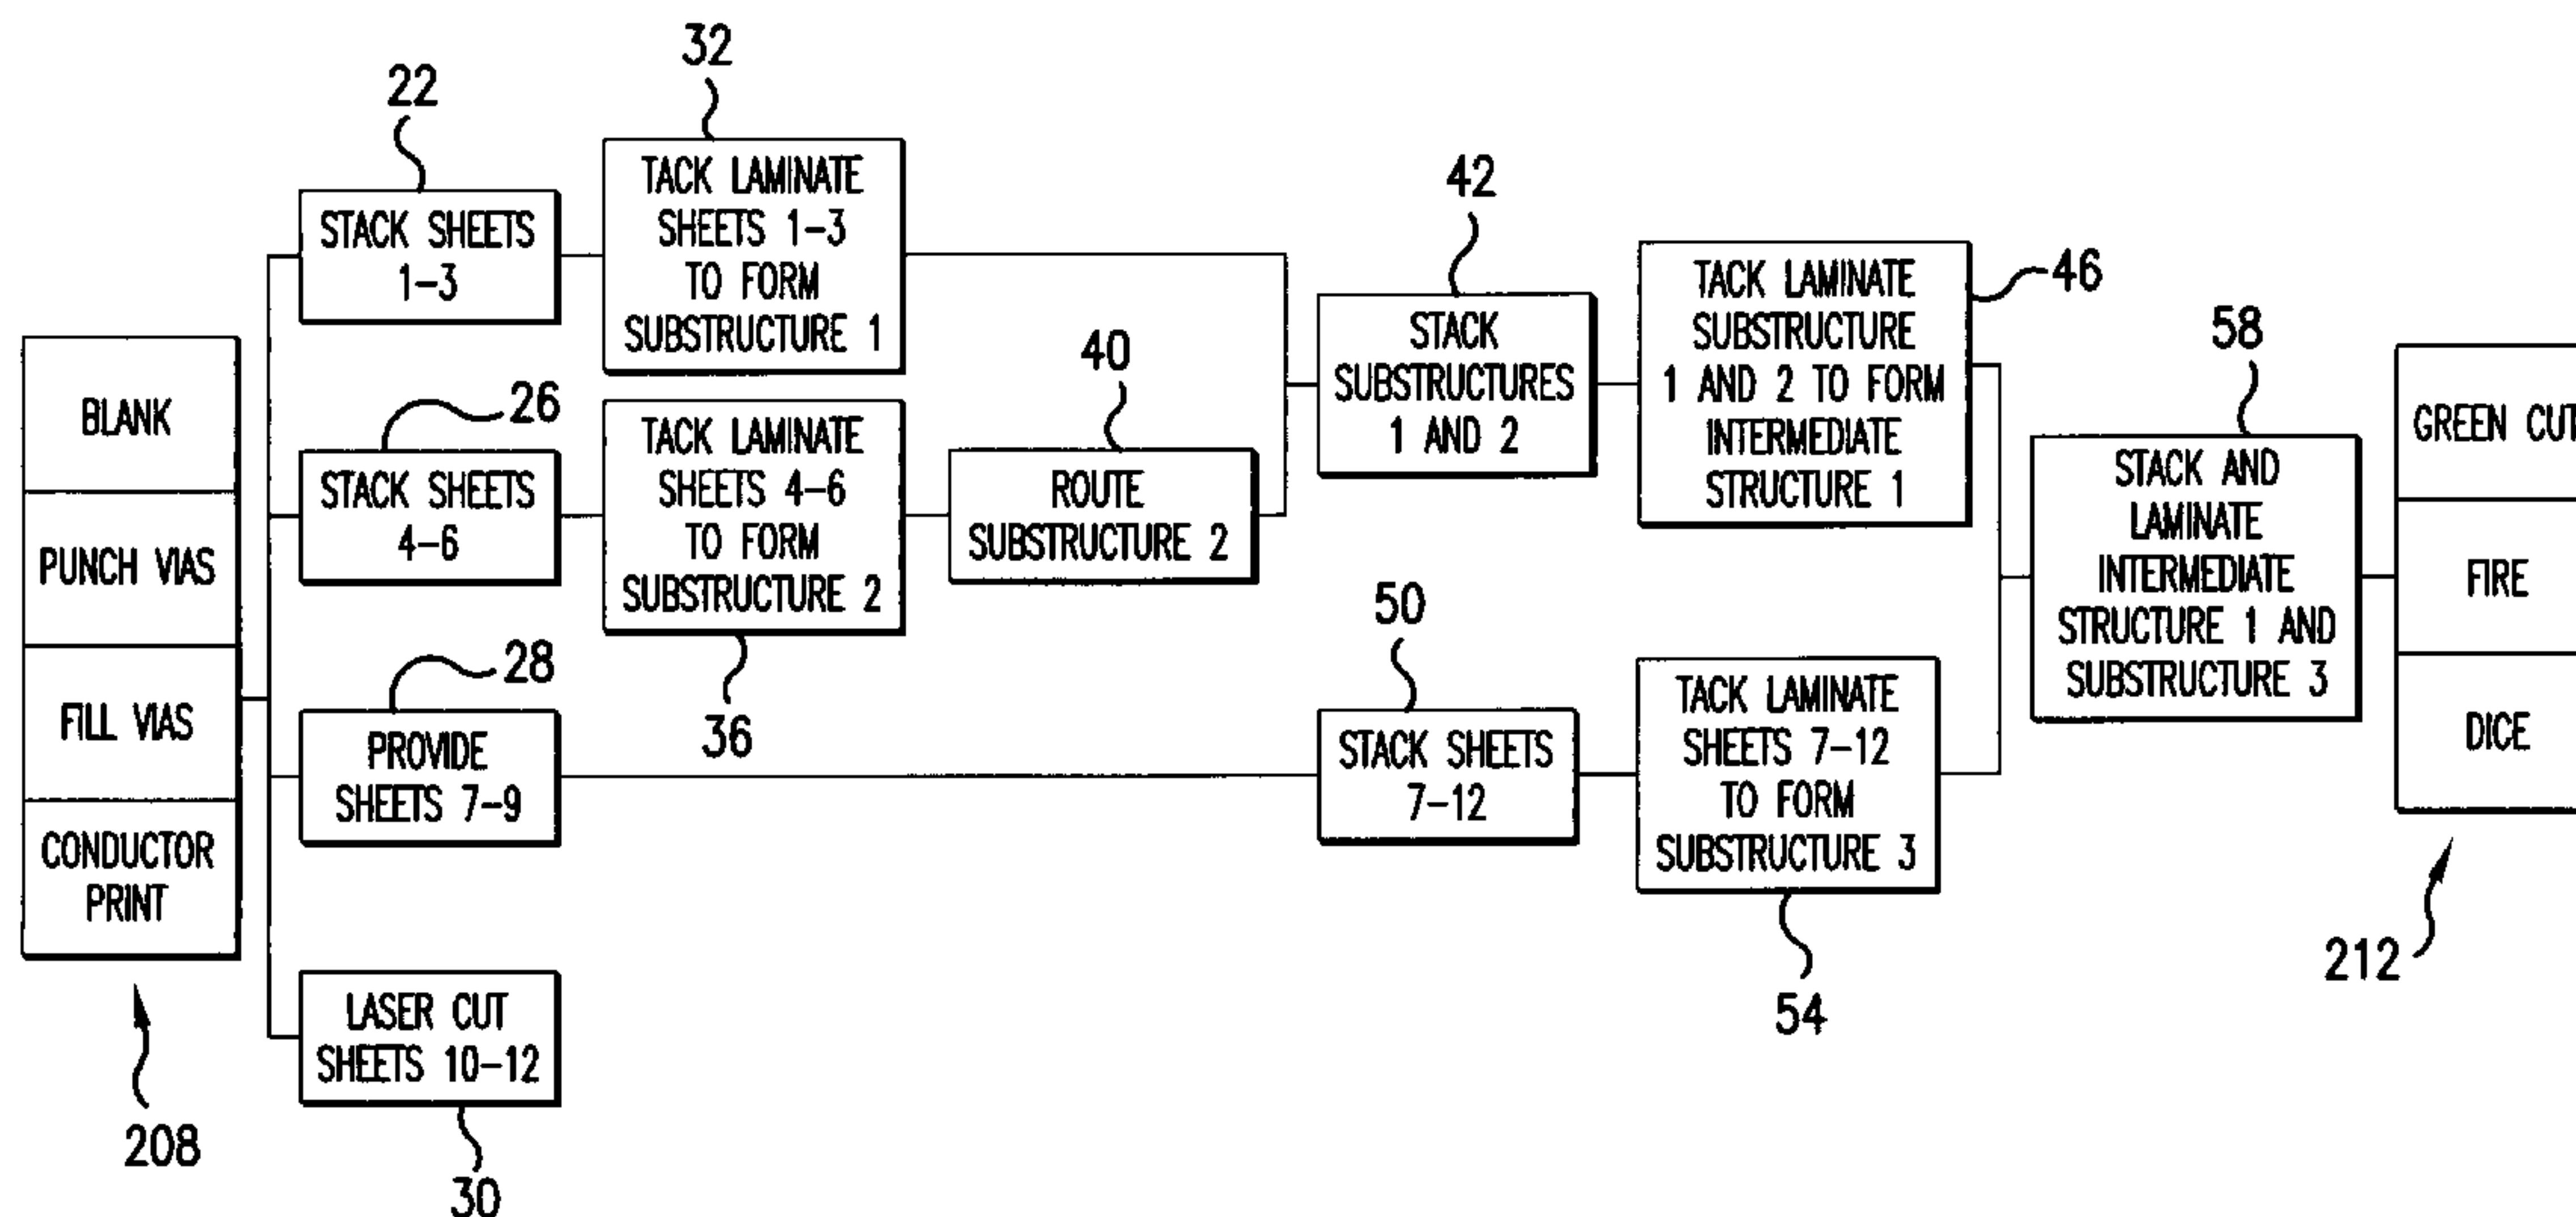 BLANK
PUNCH VIAS
FILL VIAS
CONDUCTOR
PRINT
208
22
STACK SHEETS
1-3
26
STACK SHEETS
4-6
28
PROVIDE
SHEETS 7-9
LASER CUT
SHEETS 10-12
30
32
TACK LAMINATE
SHEETS 1-3
TO FORM
SUBSTRUCTURE 1
TACK LAMINATE
SHEETS 4-6
TO FORM
SUBSTRUCTURE 2
36
40
ROUTE
SUBSTRUCTURE 2
42
STACK
SUBSTRUCTURES
1 AND 2
46
TACK LAMINATE
SUBSTRUCTURE
1 AND 2 TO FORM
INTERMEDIATE
STRUCTURE 1
50
STACK SHEETS
7-12
TACK LAMINATE
SHEETS 7-12
TO FORM
SUBSTRUCTURE 3
54
58
STACK AND
LAMINATE
INTERMEDIATE
STRUCTURE 1 AND
SUBSTRUCTURE 3
GREEN CUT
FIRE
DICE
212